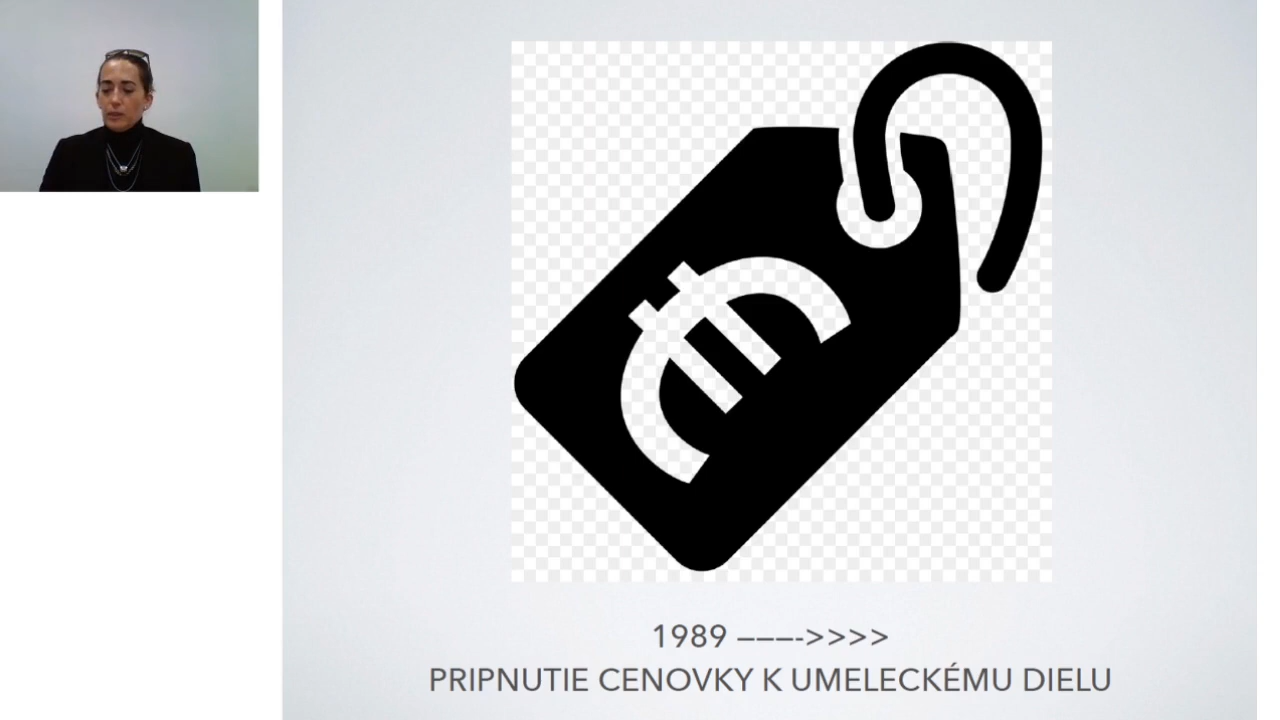 €
1989 –––->>>>
PRIPNUTIE CENOVKY K UMELECKÉMU DIELU